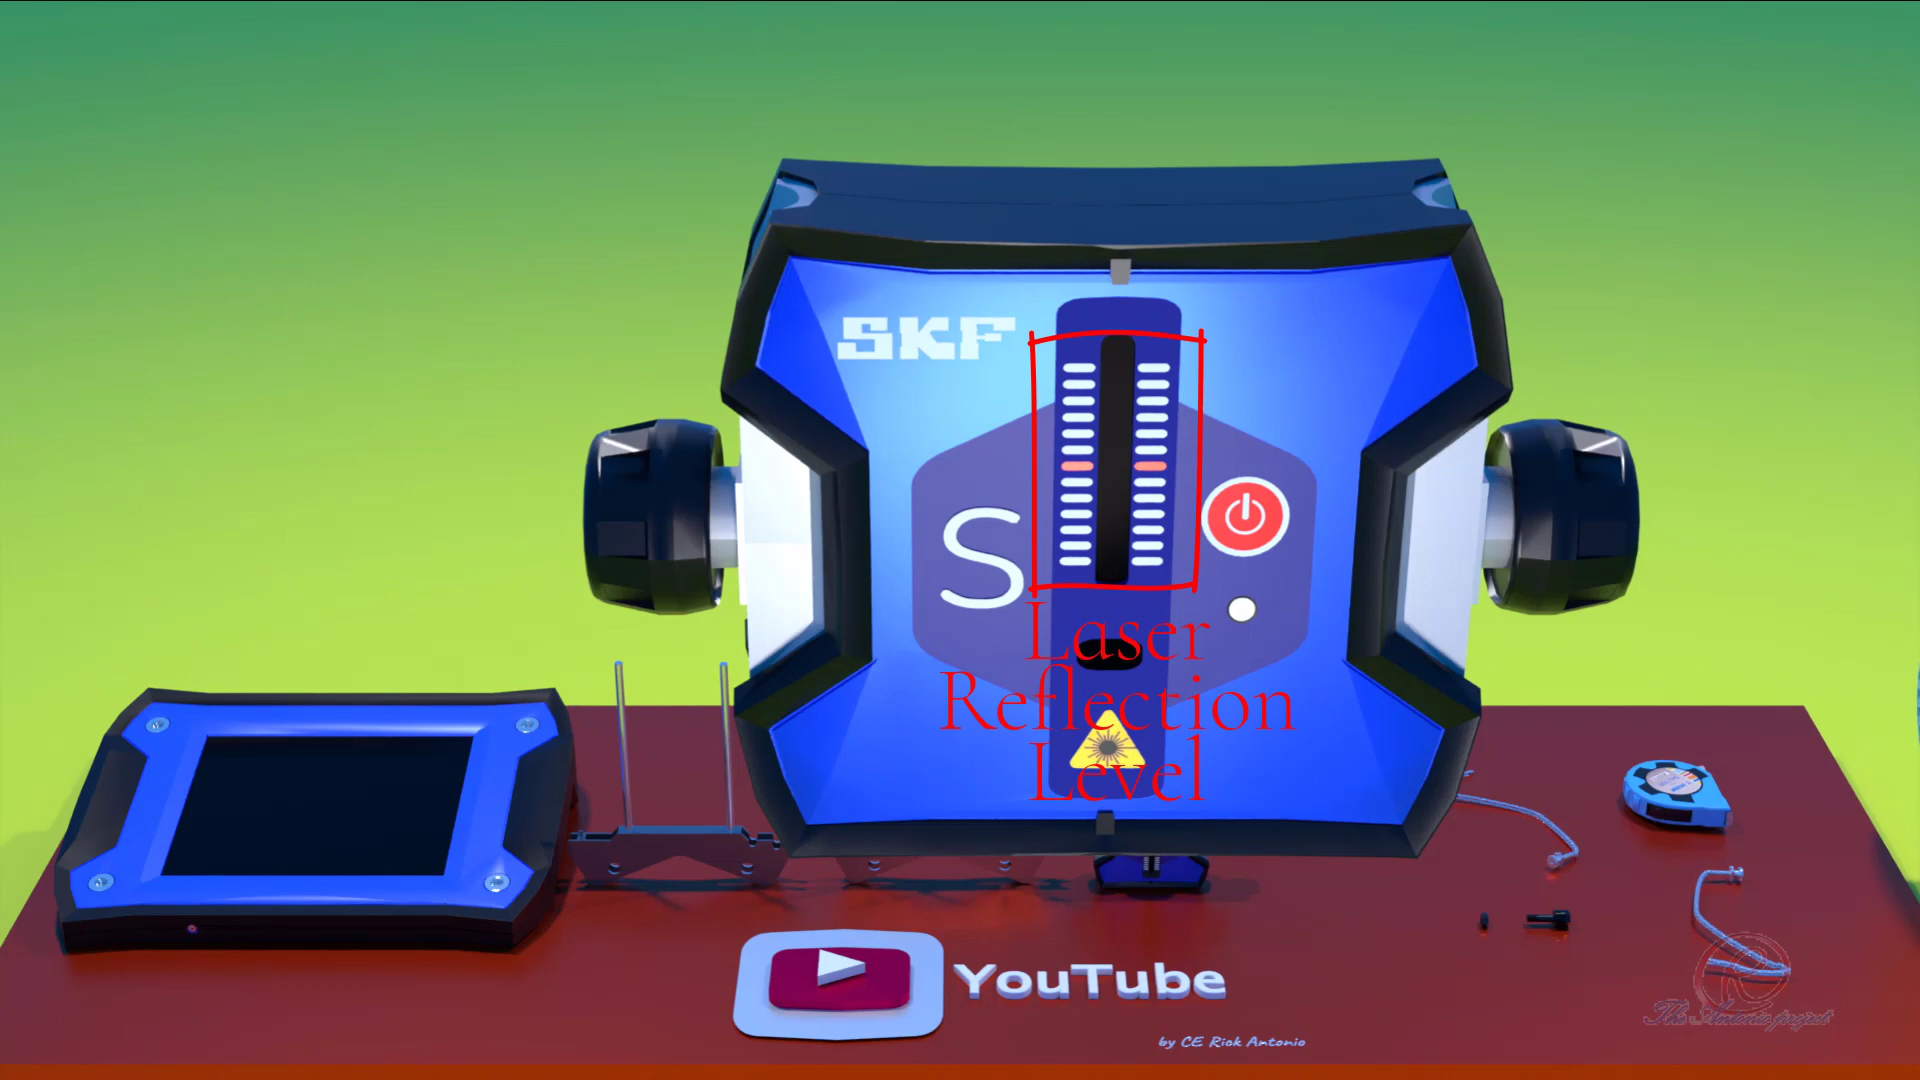 SKF
S
Laser
Reflection
Level
YouTube
by CE Rick Antonio